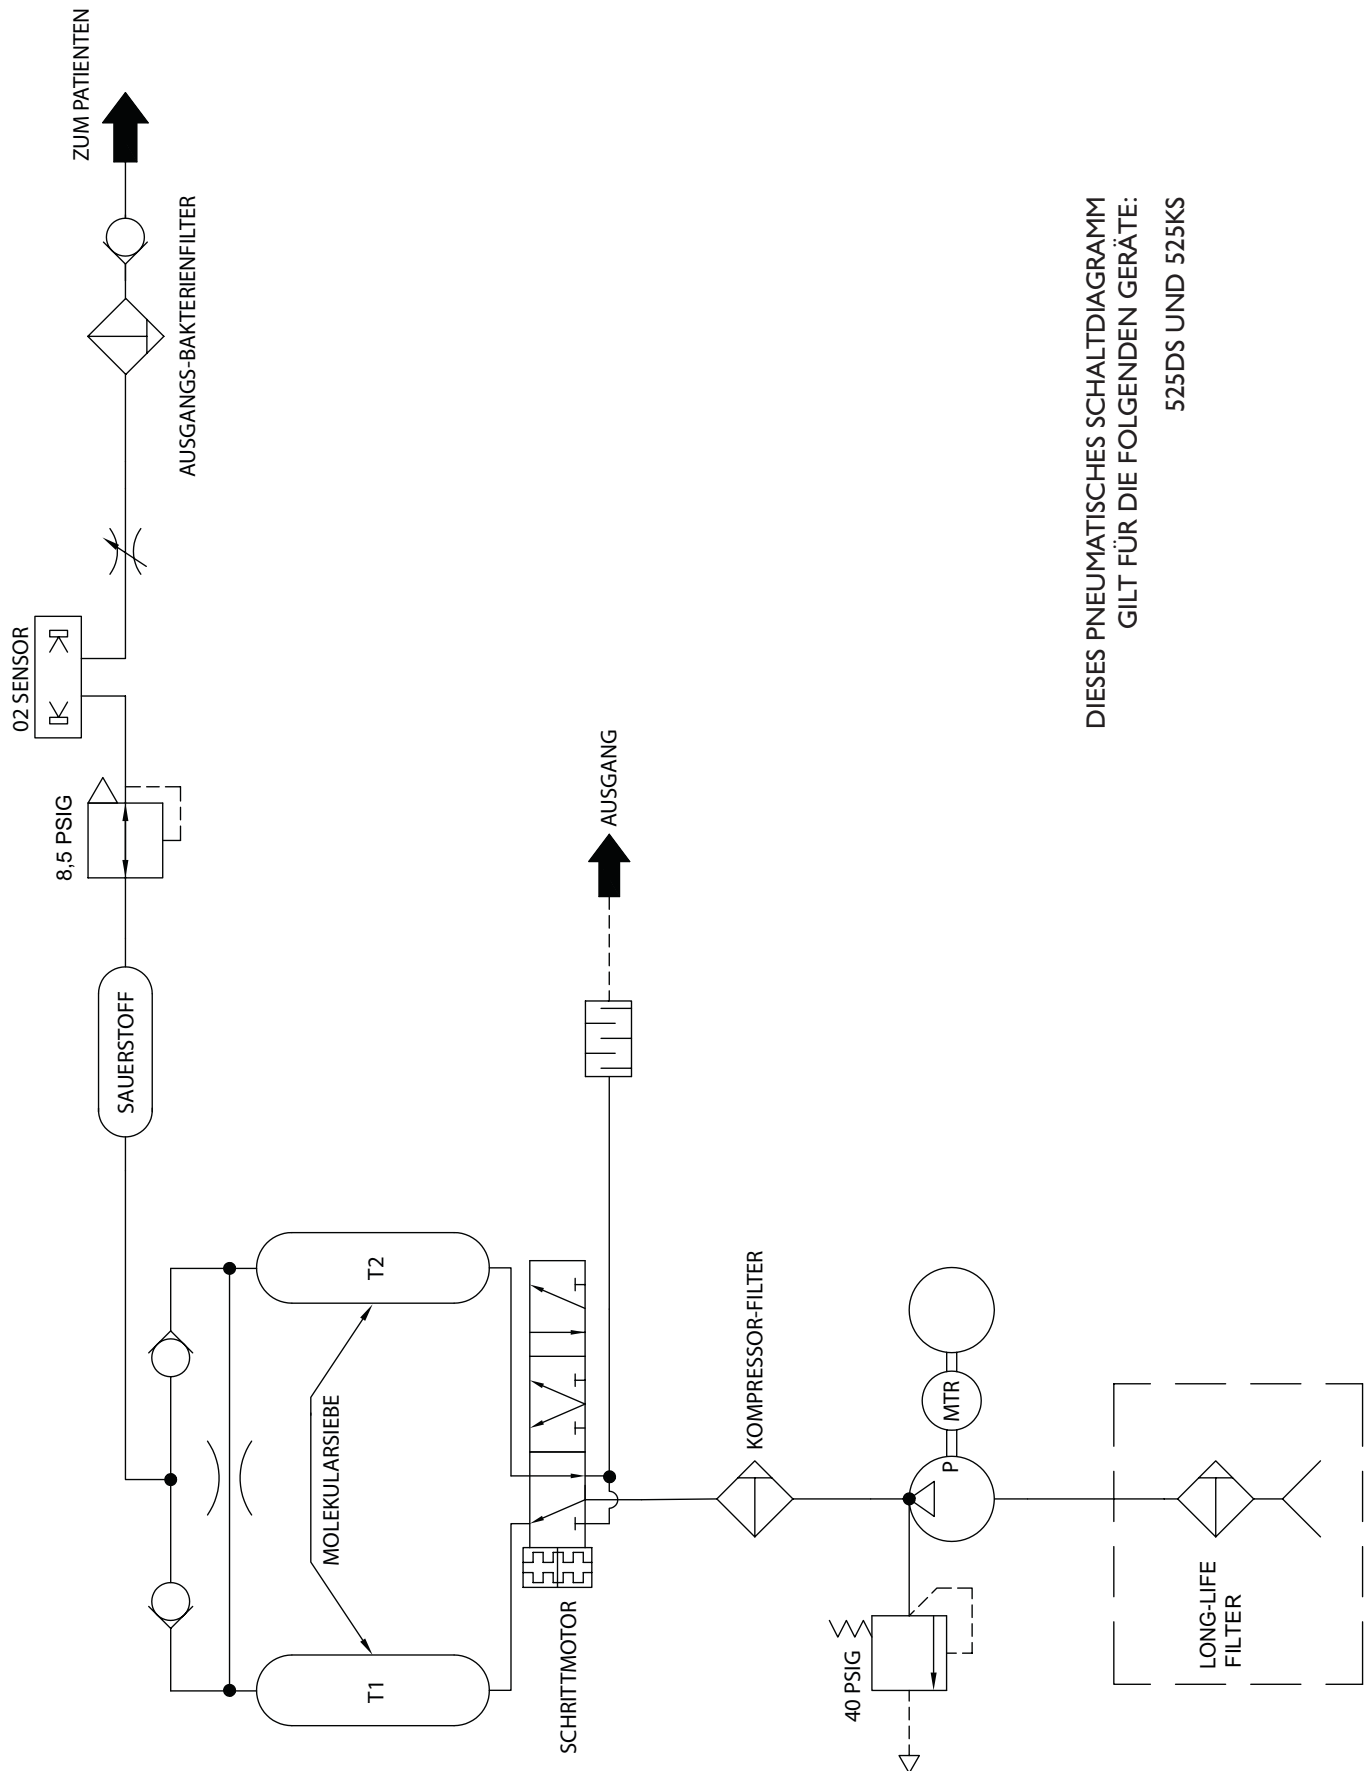 ZUM PATIENTEN
AUSGANGS-BAKTERIENFILTER
02 SENSOR
8,5 PSIG
SAUERSTOFF
T2
T1
MOLEKULARSIEBE
SCHRITTMOTOR
AUSGANG
KOMPRESSOR-FILTER
P
MTR
40 PSIG
LONG-LIFE
FILTER
DIESES PNEUMATISCHES SCHALTDIAGRAMM
GILT FÜR DIE FOLGENDEN GERÄTE:
525DS UND 525KS